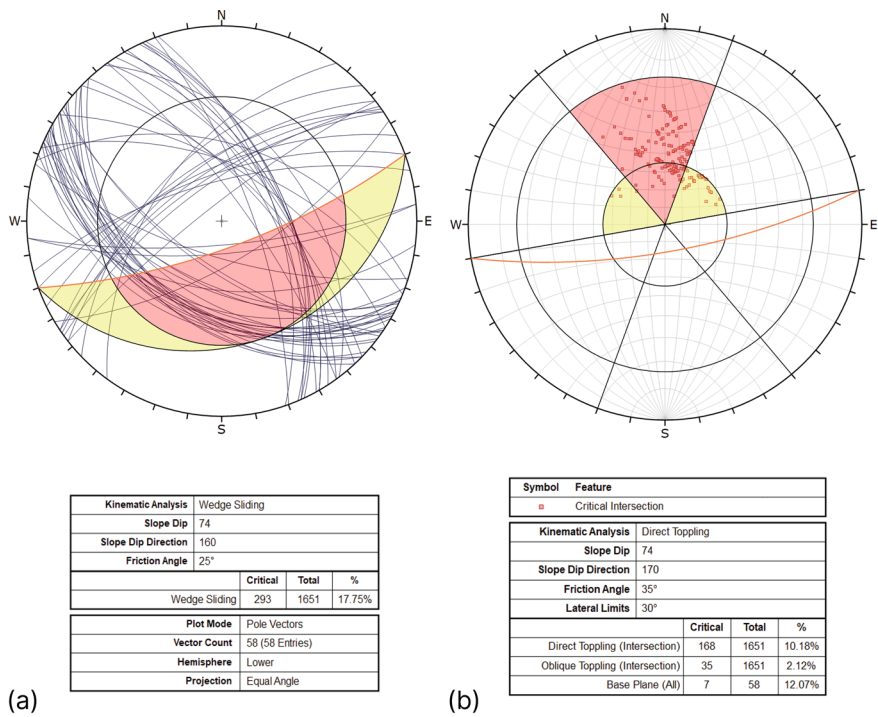 N
W
E
S
N
W
E
S
Kinematic Analysis Wedge Sliding
Slope Dip 74
Slope Dip Direction 160
Friction Angle 25°
Critical Total %
Wedge Sliding 293 1651 17.75%
Plot Mode Pole Vectors
Vector Count 58 (58 Entries)
Hemisphere Lower
Projection Equal Angle
(a)
Symbol Feature
Critical Intersection
Kinematic Analysis Direct Toppling
Slope Dip 74
Slope Dip Direction 170
Friction Angle 35°
Lateral Limits 30°
Critical Total %
Direct Toppling (Intersection) 168 1651 10.18%
Oblique Toppling (Intersection) 35 1651 2.12%
Base Plane (All) 7 58 12.07%
(b)